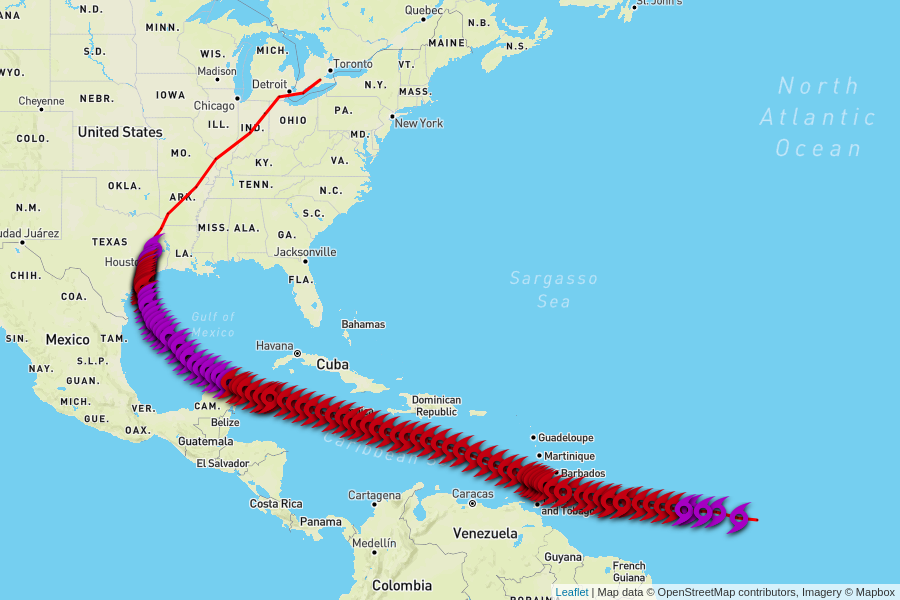 St. John's
Quebec
N.B.
ANA
N.D.
MINN.
MAINE
N.S.
S.D.
WIS.
MICH.
Toronto
VT.
WYO.
Madison
Detroit
N.Y.
MASS.
North
Atlantic
Ocean
Cheyenne
NEBR.
IOWA
Chicago
OHIO
PA.
COLO.
United States
ILL.
IND.
New York
MD.
MO.
KY.
VA.
OKLA.
ARK.
TENN.
N.C.
N.M.
S.C.
MISS.
ALA.
GA.
udad Juárez
TEXAS
LA.
Jacksonville
Houst
CHIH.
FLA.
Sargasso
Sea
COA.
Gulf of
Mexico
Bahamas
SIN.
Mexico
TAM.
Havana
Cuba
NAY.
S.L.P.
GUAN.
Dominican
Republic
MICH.
VER.
CAM.
GUE.
OAX.
Belize
Guatemala
Guadeloupe
El Salvador
Caribbean S
Martinique
Barbados
Costa Rica
Cartagena
Caracas
and Tobago
Panama
Venezuela
Medellín
Guyana
French
Guiana
Colombia
Leaflet | Map data © OpenStreetMap contributors, Imagery © Mapbox